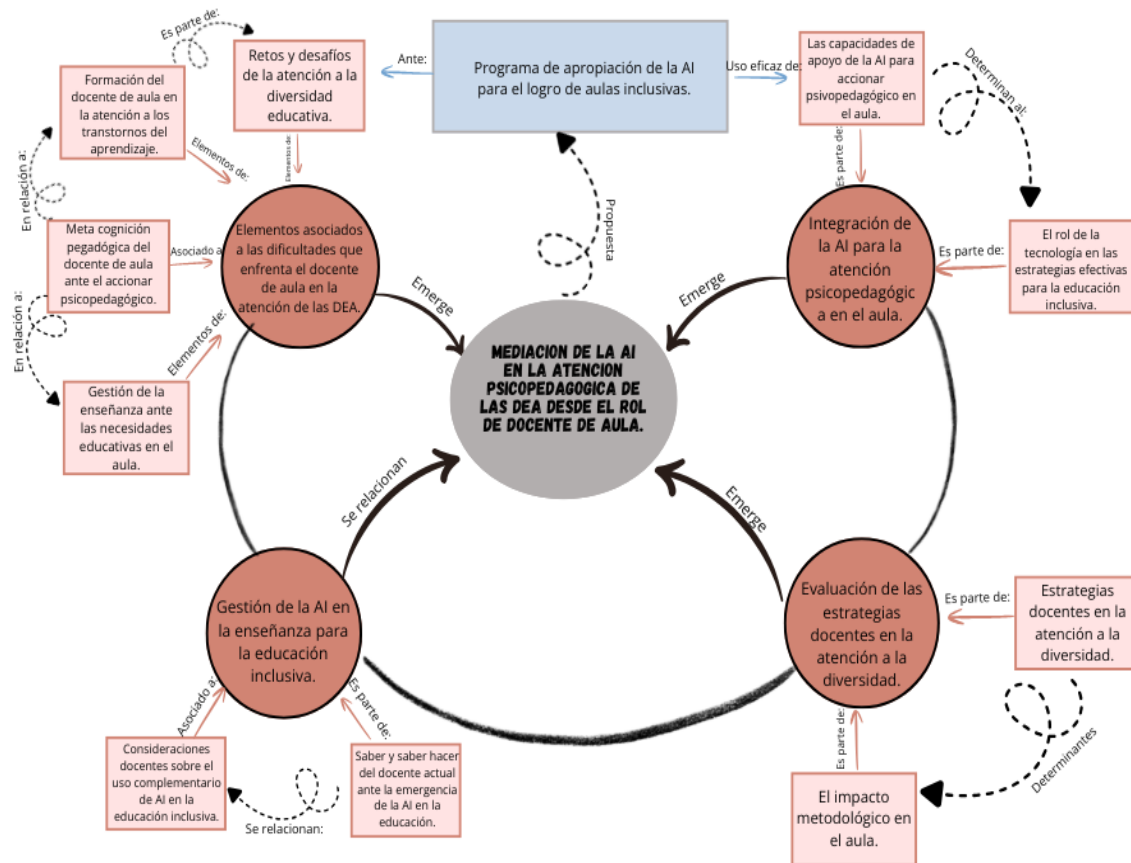 Es parte de:
Retos y desafíos
de la atención a la
diversidad
educativa.
Ante:
Programa de apropiación de la AI
para el logro de aulas inclusivas.
Uso eficaz de:
Las capacidades de
apoyo de la AI para
accionar
psivopedagógico en
el aula.
Determinan al:
Formación del
docente de aula en
la atención a los
transtornos del
aprendizaje.
Elementos de:
Elementos de:
Es parte de:
En relación a:
Meta cognición
pegadógica del
docente de aula
ante el accionar
psicopedagógico.
Asociado a
Elementos asociados
a las dificultades que
enfrenta el docente
de aula en la
atención de las DEA.
Propuesta
Integración de
la AI para la
atención
psicopedagógic
a en el aula.
Es parte de:
El rol de la
tecnología en las
estrategias efectivas
para la educación
inclusiva.
En relación a:
Elementos de:
Emerge
Emerge
Gestión de la
enseñanza ante
las necesidades
educativas en el
aula.
MEDIACION DE LA AI
EN LA ATENCION
PSICOPEDAGOGICA DE
LAS DEA DESDE EL ROL
DE DOCENTE DE AULA.
Se relacionan
Emerge
Gestión de la AI en
la enseñanza para
la educación
inclusiva.
Evaluación de las
estrategias
docentes en la
atención a la
diversidad.
Es parte de:
Estrategias
docentes en la
atención a la
diversidad.
Asociado a:
Es parte de:
Es parte de:
Determinantes
Consideraciones
docentes sobre el
uso complementario
de AI en la
educación inclusiva.
Se relacionan:
Saber y saber hacer
del docente actual
ante la emergencia
de la AI en la
educación.
El impacto
metodológico en
el aula.